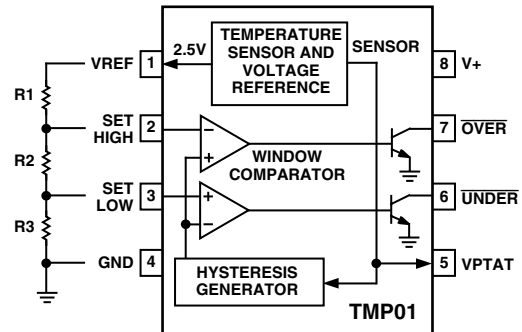 TEMPERATURE
SENSOR AND
VOLTAGE
REFERENCE
SENSOR
2.5V
VREF 1
8 V+
R1
SET
HIGH 2
7 OVER
R2
WINDOW
COMPARATOR
SET
LOW 3
6 UNDER
R3
GND 4
HYSTERESIS
GENERATOR
5 VPTAT
TMP01